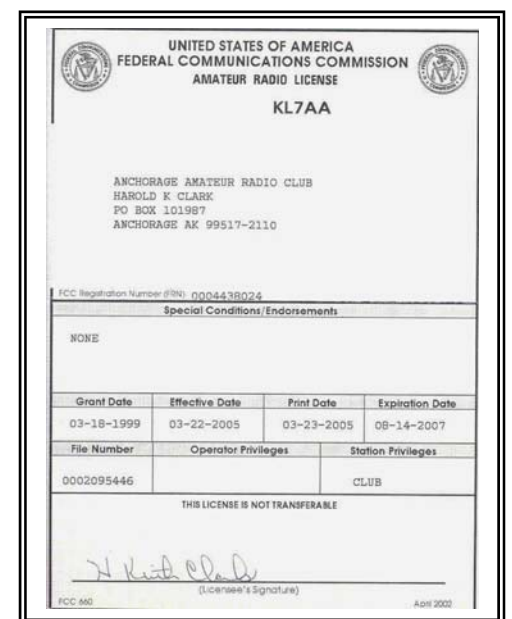 UNITED STATES OF AMERICA
FEDERAL COMMUNICATIONS COMMISSION
AMATEUR RADIO LICENSE
KL7AA
ANCHORAGE AMATEUR RADIO CLUB
HAROLD K CLARK
PO BOX 101987
ANCHORAGE AK 99517-2110
FCC Registration Number (FRN) 0004438024
Special Conditions/Endorsements
NONE
Grant Date Effective Date Print Date Expiration Date
03-18-1999 03-22-2005 03-23-2005 08-14-2007
File Number Operator Privileges Station Privileges
0002095446 CLUB
THIS LICENSE IS NOT TRANSFERABLE
H Keith Clark
(Licensee's Signature)
FCC 660 April 2002